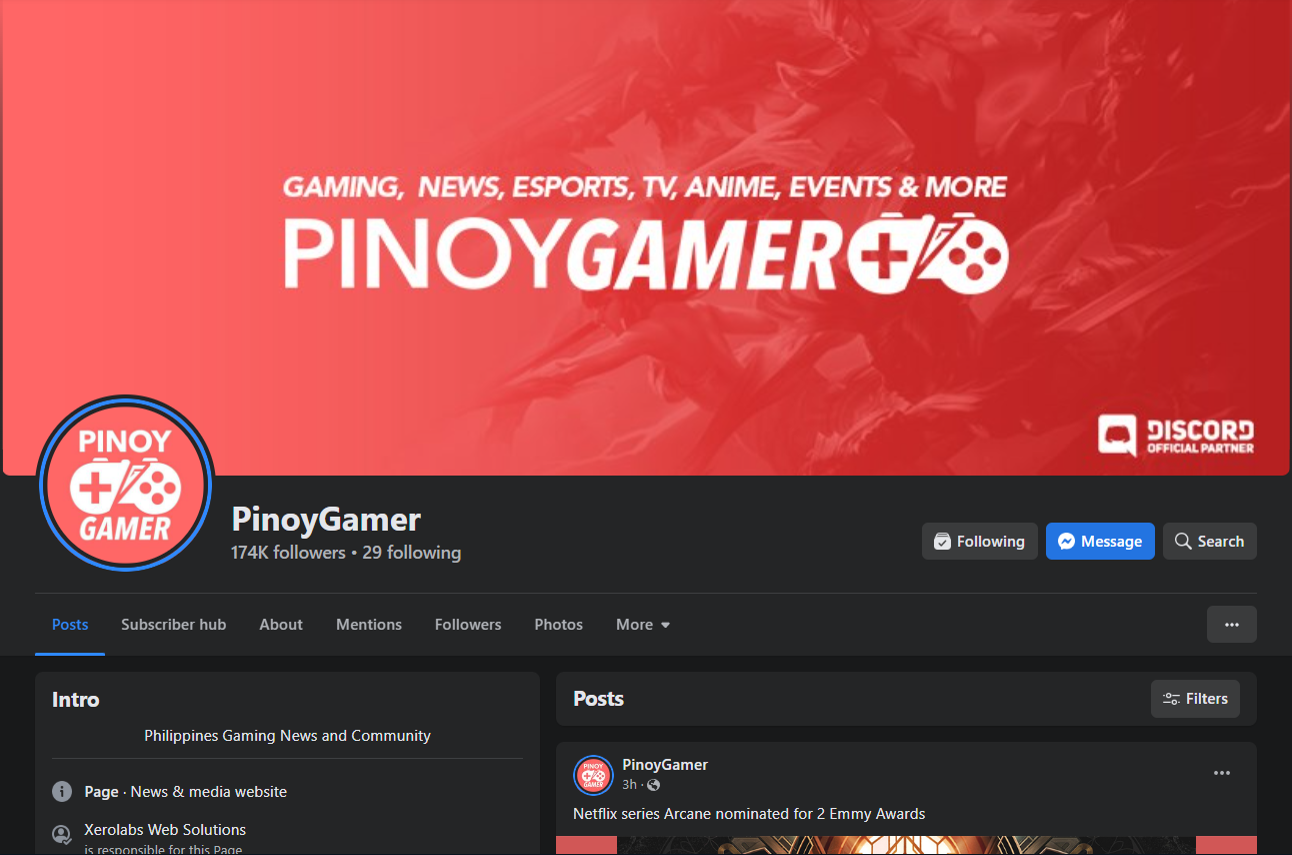 GAMING, NEWS, ESPORTS, TV, ANIME, EVENTS & MORE
PINOYGAMER
DISCORD
OFFICIAL PARTNER
PINOY
GAMER
PinoyGamer
174K followers • 29 following
Following
Message
Search
Posts
Subscriber hub
About
Mentions
Followers
Photos
More
Intro
Philippines Gaming News and Community
Page · News & media website
Xerolabs Web Solutions
is responsible for this Page
Posts
Filters
PINOY
GAMER
PinoyGamer
3h ·
Netflix series Arcane nominated for 2 Emmy Awards